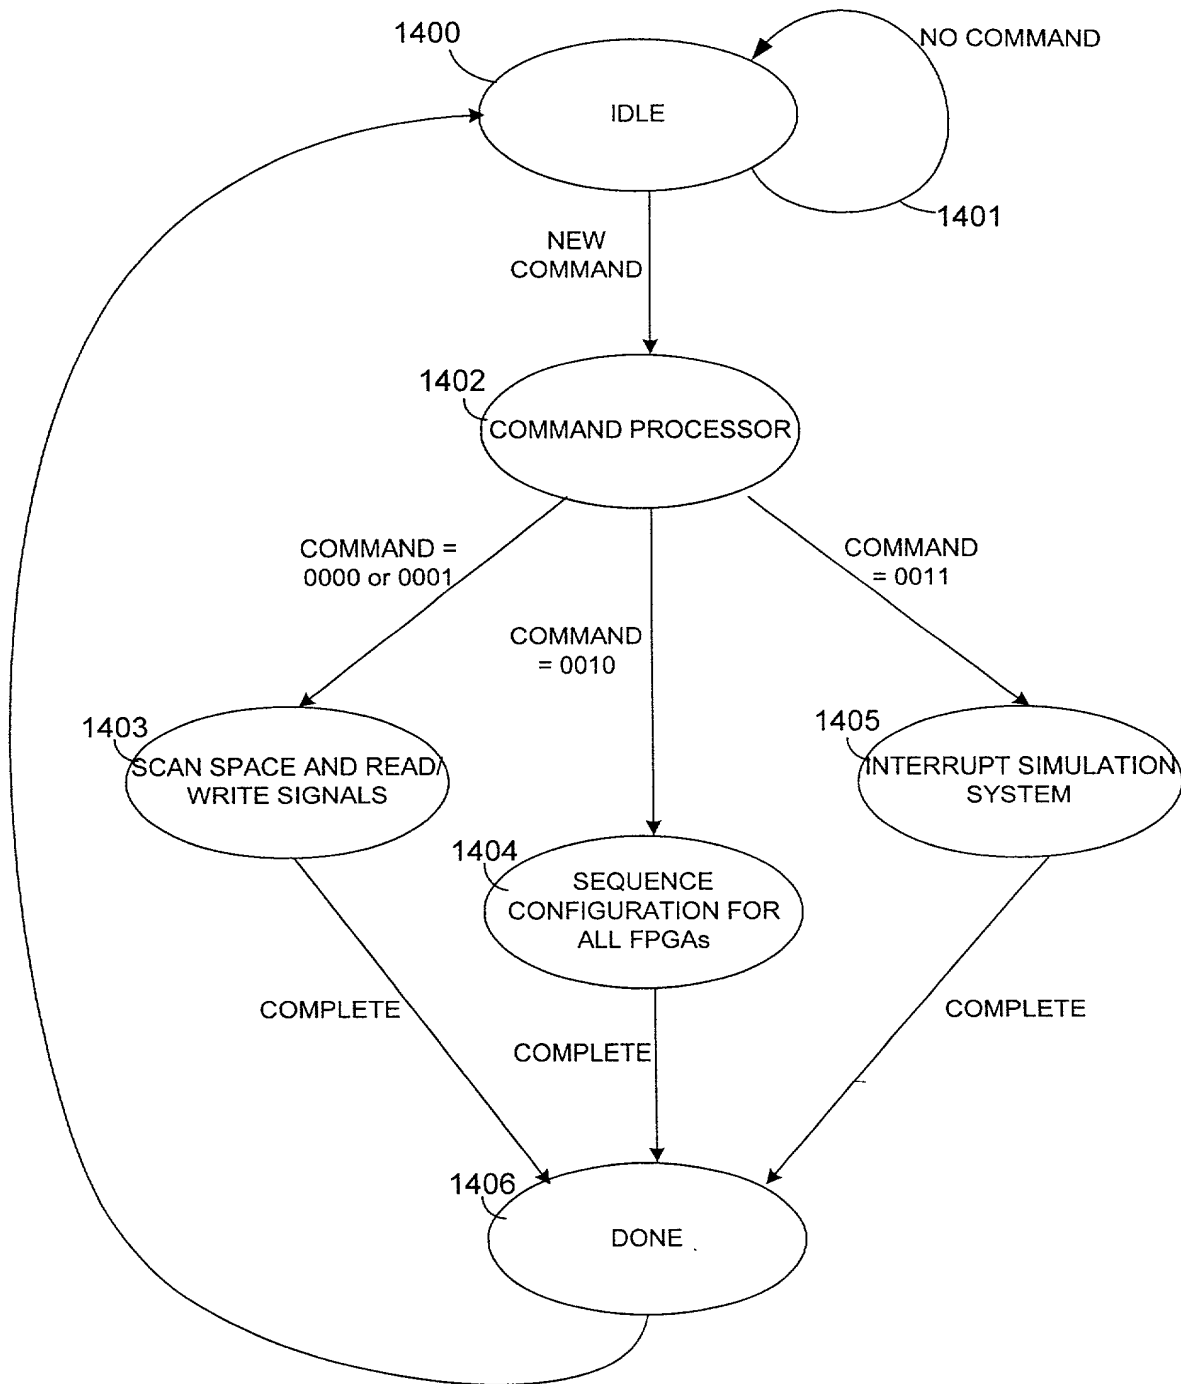 1400
NO COMMAND
IDLE
1401
NEW
COMMAND
1402
COMMAND PROCESSOR
COMMAND =
0000 or 0001
COMMAND
= 0010
COMMAND
= 0011
1403
SCAN SPACE AND READ/
WRITE SIGNALS
1404
SEQUENCE
CONFIGURATION FOR
ALL FPGAs
1405
INTERRUPT SIMULATION
SYSTEM
COMPLETE
COMPLETE
COMPLETE
1406
DONE